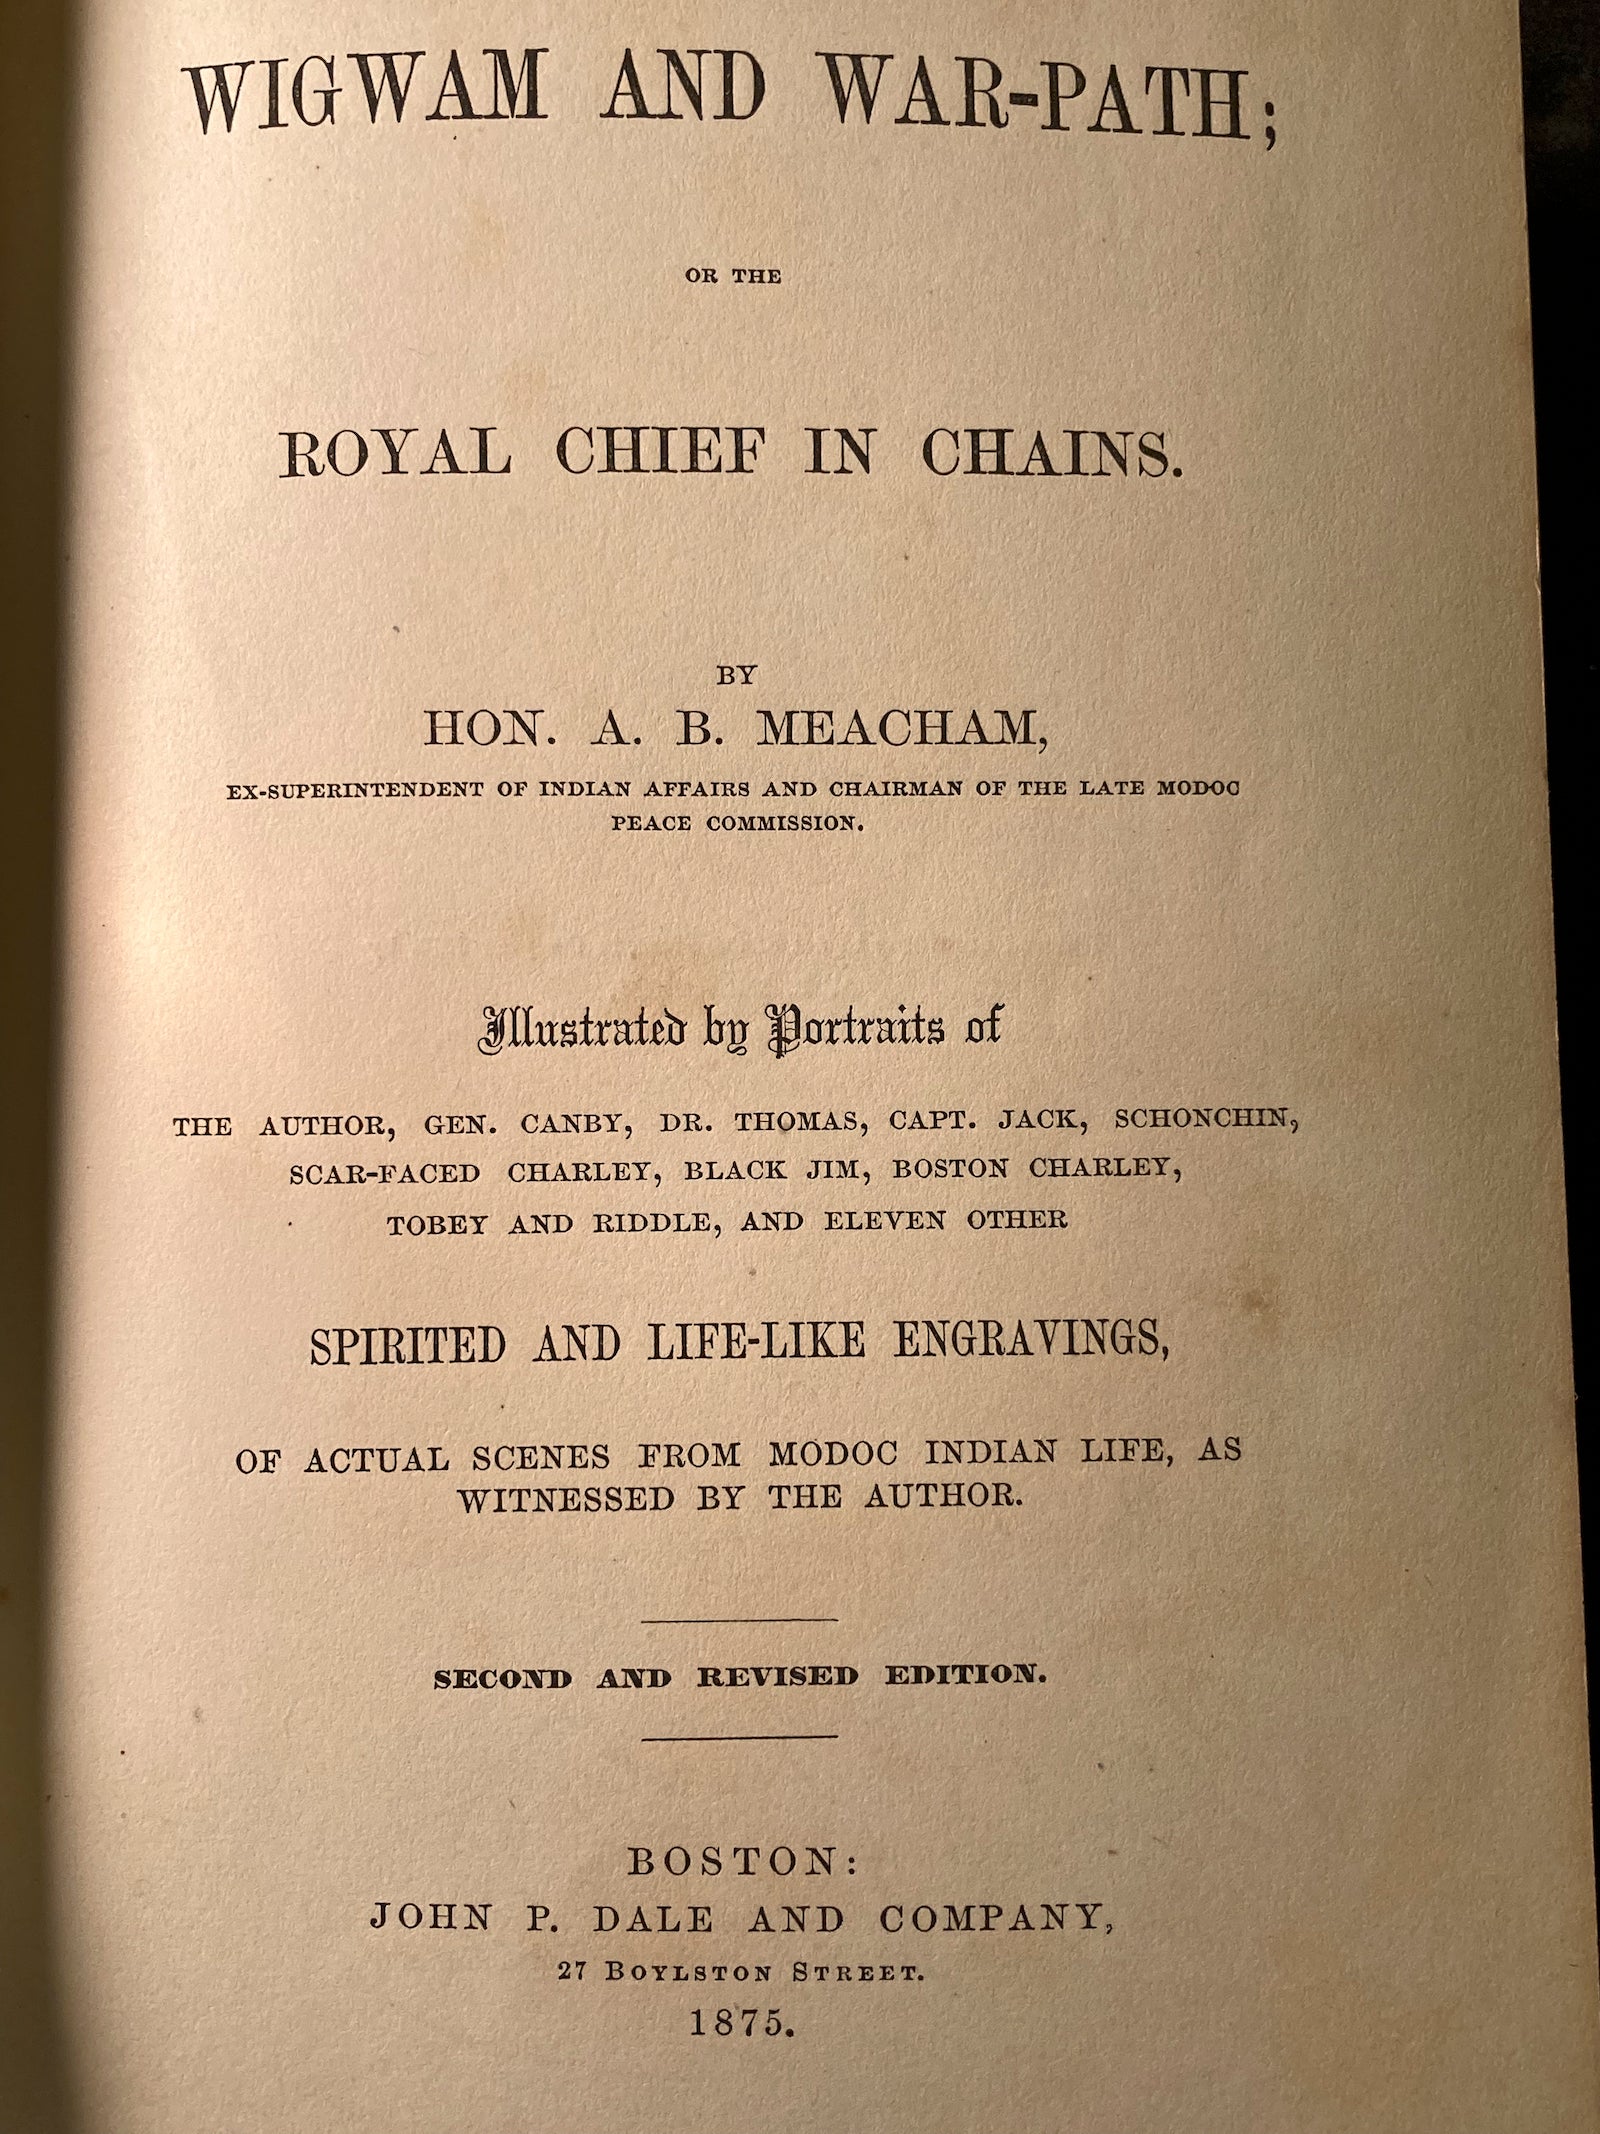 WIGWAM AND WAR-PATH;
OR THE
ROYAL CHIEF IN CHAINS.
BY
HON. A. B. MEACHAM,
EX-SUPERINTENDENT OF INDIAN AFFAIRS AND CHAIRMAN OF THE LATE MODOC
PEACE COMMISSION.
Illustrated by Portraits of
THE AUTHOR, GEN. CANBY, DR. THOMAS, CAPT. JACK, SCHONCHIN,
SCAR-FACED CHARLEY, BLACK JIM, BOSTON CHARLEY,
TOBEY AND RIDDLE, AND ELEVEN OTHER
SPIRITED AND LIFE-LIKE ENGRAVINGS,
OF ACTUAL SCENES FROM MODOC INDIAN LIFE, AS
WITNESSED BY THE AUTHOR.
SECOND AND REVISED EDITION.
BOSTON:
JOHN P. DALE AND COMPANY,
27 BOYLSTON STREET.
1875.